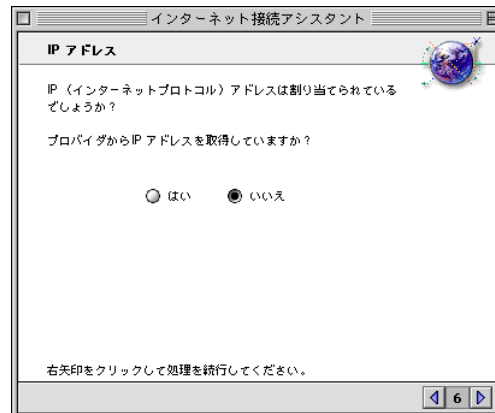 インターネット接続アシスタント
IP アドレス
IP （インターネットプロトコル）アドレスは割り当てられている
でしょうか？
プロバイダからIP アドレスを取得していますか？
はい いいえ
右矢印をクリックして処理を続行してください。
6